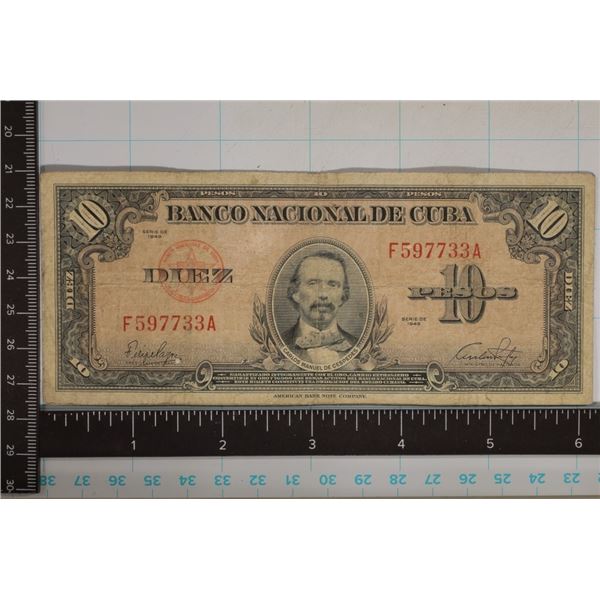 PESOS 10 PESOS
10 BANCO NACIONAL DE CUBA 10
SERIE DE
1949
F597733A
DIEZ
10
PESOS
DIEZ
DIEZ
F597733A
SERIE DE
1949
CARLOS MANUEL DE CESPEDES
10
10
AMERICAN BANK NOTE COMPANY
1 2 3 4 5 6
20
21
22
23
24
25
26
27
28
29
30
38 37 36 35 34 33 32 31 30 29 28 27 26 25 24 23